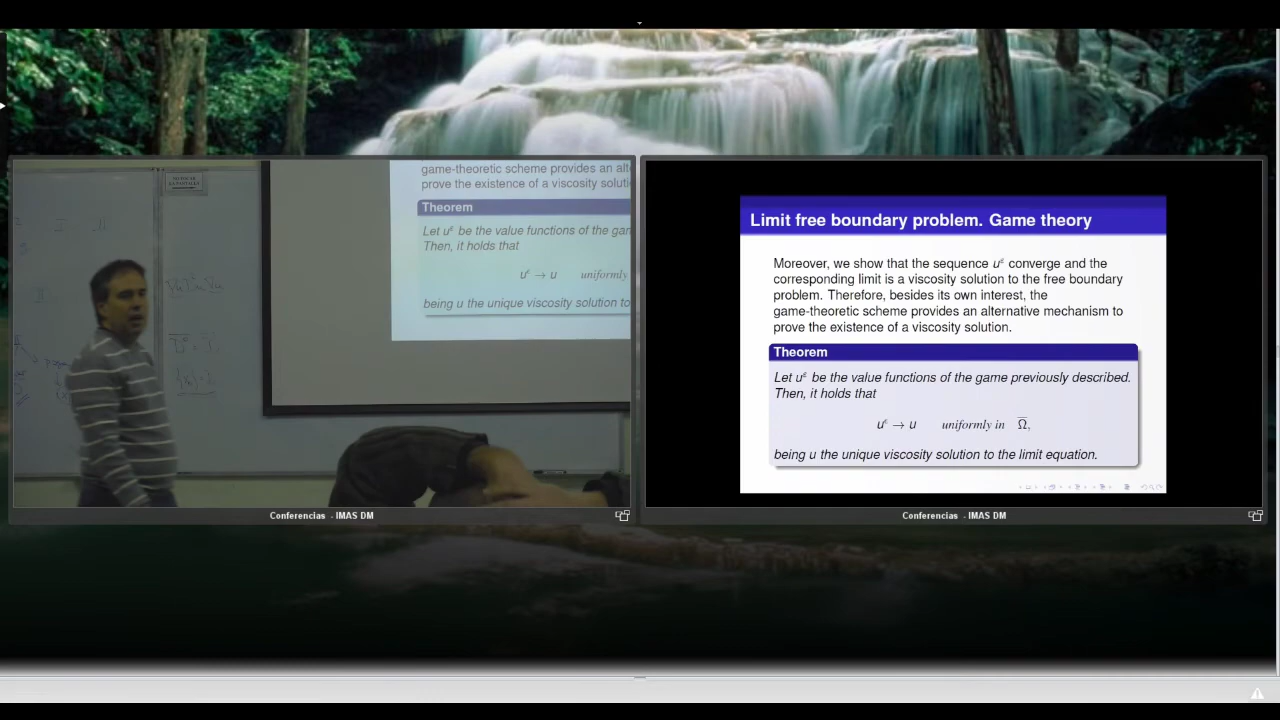 game-theoretic scheme provides an alt
prove the existence of a viscosity soluti
Theorem
Let uᵋ be the value functions of the gam
Then, it holds that
uᵋ → u uniformly
being u the unique viscosity solution to
Conferencias - IMAS DM
Limit free boundary problem. Game theory
Moreover, we show that the sequence uᵋ converge and the
corresponding limit is a viscosity solution to the free boundary
problem. Therefore, besides its own interest, the
game-theoretic scheme provides an alternative mechanism to
prove the existence of a viscosity solution.
Theorem
Let uᵋ be the value functions of the game previously described.
Then, it holds that
uᵋ → u uniformly in Ω̅,
being u the unique viscosity solution to the limit equation.
Conferencias - IMAS DM